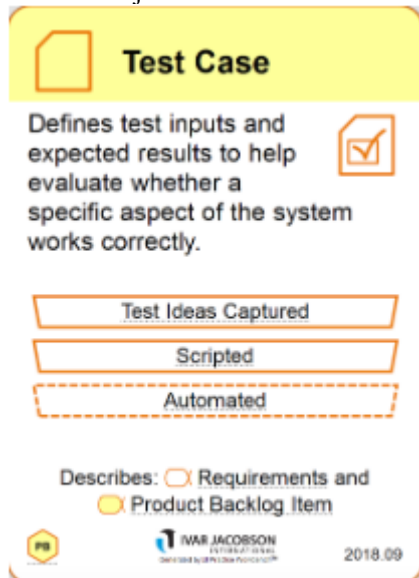 Test Case
Defines test inputs and
expected results to help
evaluate whether a
specific aspect of the system
works correctly.
Test Ideas Captured
Scripted
Automated
Describes: Requirements and
Product Backlog Item
PB
IVAR JACOBSON
INTERNATIONAL
2018.09